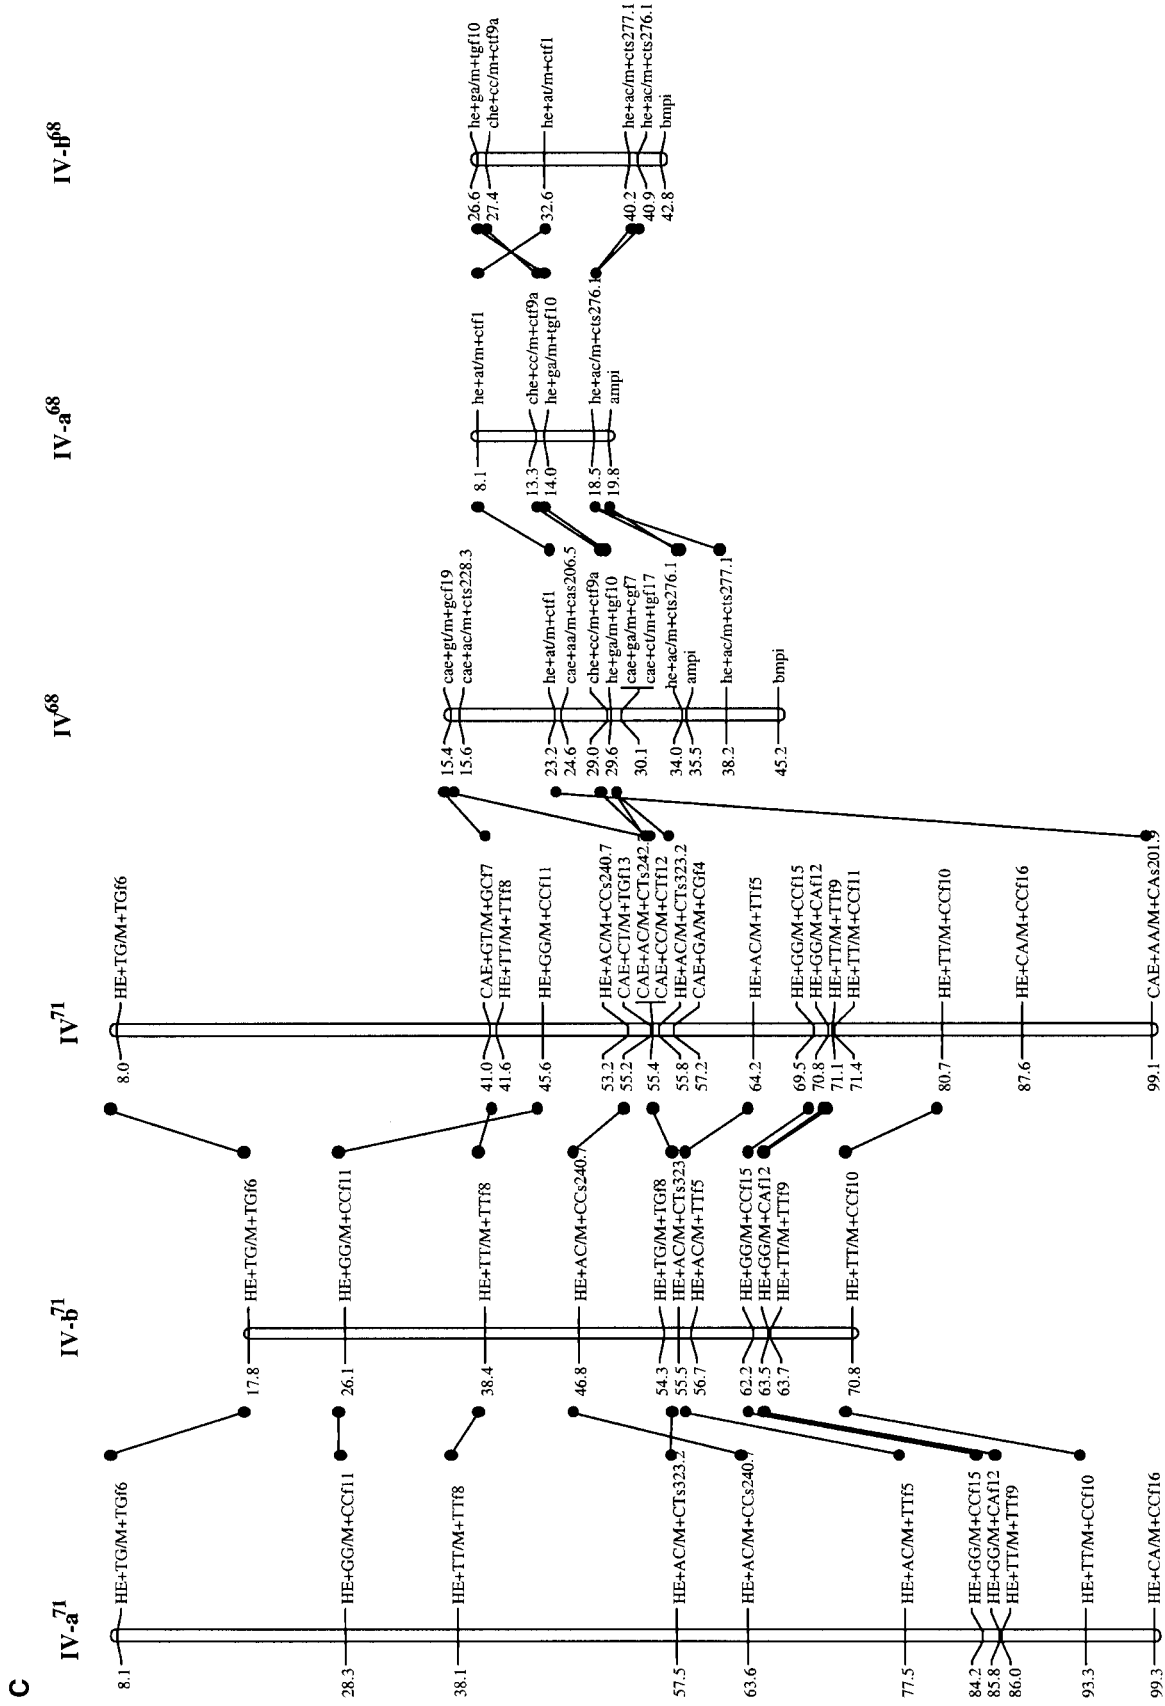 C
IV-a71
8.1 HE+TG/M+TGf6
28.3 HE+GG/M+CCf11
38.1 HE+TT/M+TTf8
57.5 HE+AC/M+CTs323.2
63.6 HE+AC/M+CCs240.7
77.5 HE+AC/M+TTf5
84.2 HE+GG/M+CCf15
85.8 HE+GG/M+CAf12
86.0 HE+TT/M+TTf9
93.3 HE+TT/M+CCf10
99.3 HE+CA/M+CCf16
IV-b71
17.8 HE+TG/M+TGf6
26.1 HE+GG/M+CCf11
38.4 HE+TT/M+TTf8
46.8 HE+AC/M+CCs240.7
54.3 HE+TG/M+TGf8
55.5 HE+AC/M+CTs323
56.7 HE+AC/M+TTf5
62.2 HE+GG/M+CCf15
63.5 HE+GG/M+CAf12
63.7 HE+TT/M+TTf9
70.8 HE+TT/M+CCf10
IV71
8.0 HE+TG/M+TGf6
41.0 CAE+GT/M+GCf7
41.6 HE+TT/M+TTf8
45.6 HE+GG/M+CCf11
53.2 HE+AC/M+CCs240.7
55.2 CAE+CT/M+TGf13
55.4 CAE+AC/M+CTs242.
CAE+CC/M+CTf12
55.8 HE+AC/M+CTs323.2
57.2 CAE+GA/M+CGf4
64.2 HE+AC/M+TTf5
69.5 HE+GG/M+CCf15
70.8 HE+GG/M+CAf12
71.1 HE+TT/M+TTf9
71.4 HE+TT/M+CCf11
80.7 HE+TT/M+CCf10
87.6 HE+CA/M+CCf16
99.1 CAE+AA/M+CAs201.9
IV68
15.4 cae+gt/m+gcf19
15.6 cae+ac/m+cts228.3
23.2 he+at/m+ctf1
24.6 cae+aa/m+cas206.5
29.0 che+cc/m+ctf9a
29.6 he+ga/m+tgf10
30.1 cae+ga/m+cgf7
cae+ct/m+tgf17
34.0 he+ac/m+cts276.1
35.5 ampi
38.2 he+ac/m+cts277.1
45.2 bmpi
IV-a68
8.1 he+at/m+ctf1
13.3 che+cc/m+ctf9a
14.0 he+ga/m+tgf10
18.5 he+ac/m+cts276.1
19.8 ampi
IV-b68
26.6 he+ga/m+tgf10
27.4 che+cc/m+ctf9a
32.6 he+at/m+ctf1
40.2 he+ac/m+cts277.1
40.9 he+ac/m+cts276.1
42.8 bmpi